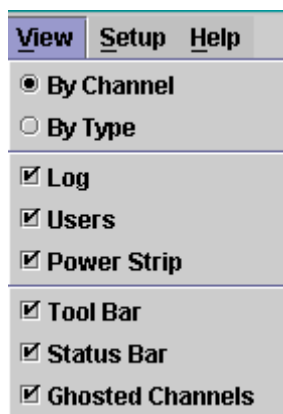 View Setup Help
By Channel
By Type
Log
Users
Power Strip
Tool Bar
Status Bar
Ghosted Channels